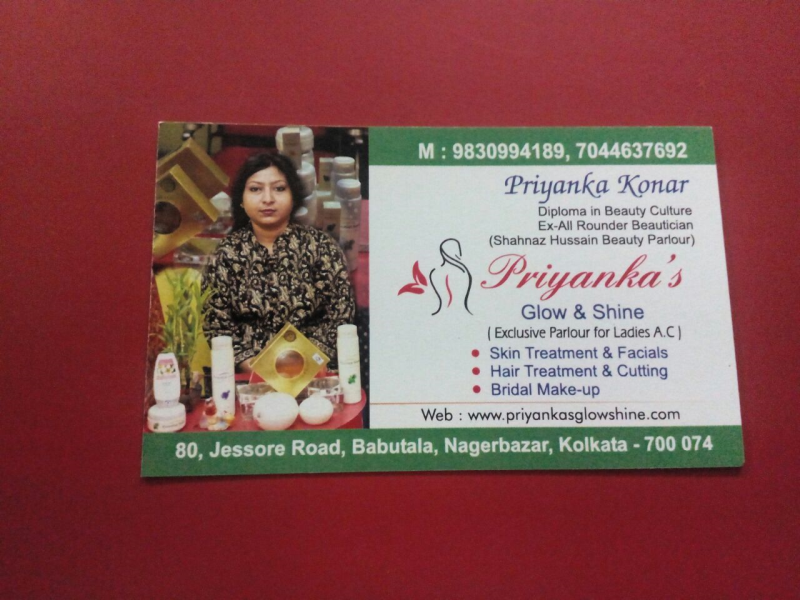 M : 9830994189, 7044637692
Priyanka Konar
Diploma in Beauty Culture
Ex-All Rounder Beautician
(Shahnaz Hussain Beauty Parlour)
Priyanka's
Glow & Shine
( Exclusive Parlour for Ladies A.C )
• Skin Treatment & Facials
• Hair Treatment & Cutting
• Bridal Make-up
Web : www.priyankasglowshine.com
80, Jessore Road, Babutala, Nagerbazar, Kolkata - 700 074